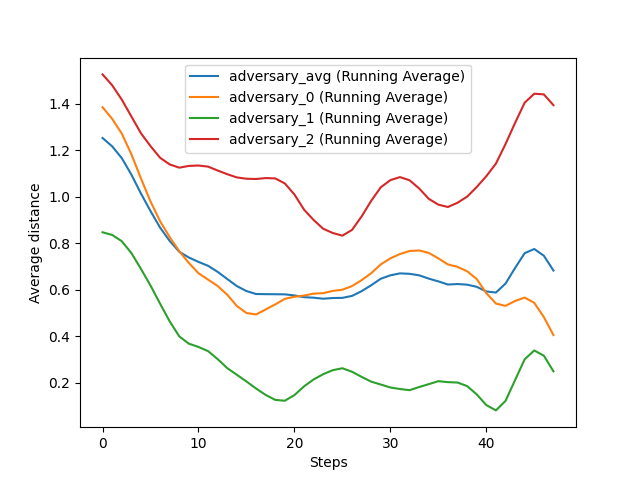 adversary_avg (Running Average)
adversary_0 (Running Average)
adversary_1 (Running Average)
adversary_2 (Running Average)
1.4
1.2
1.0
0.8
0.6
0.4
0.2
Average distance
0 10 20 30 40
Steps